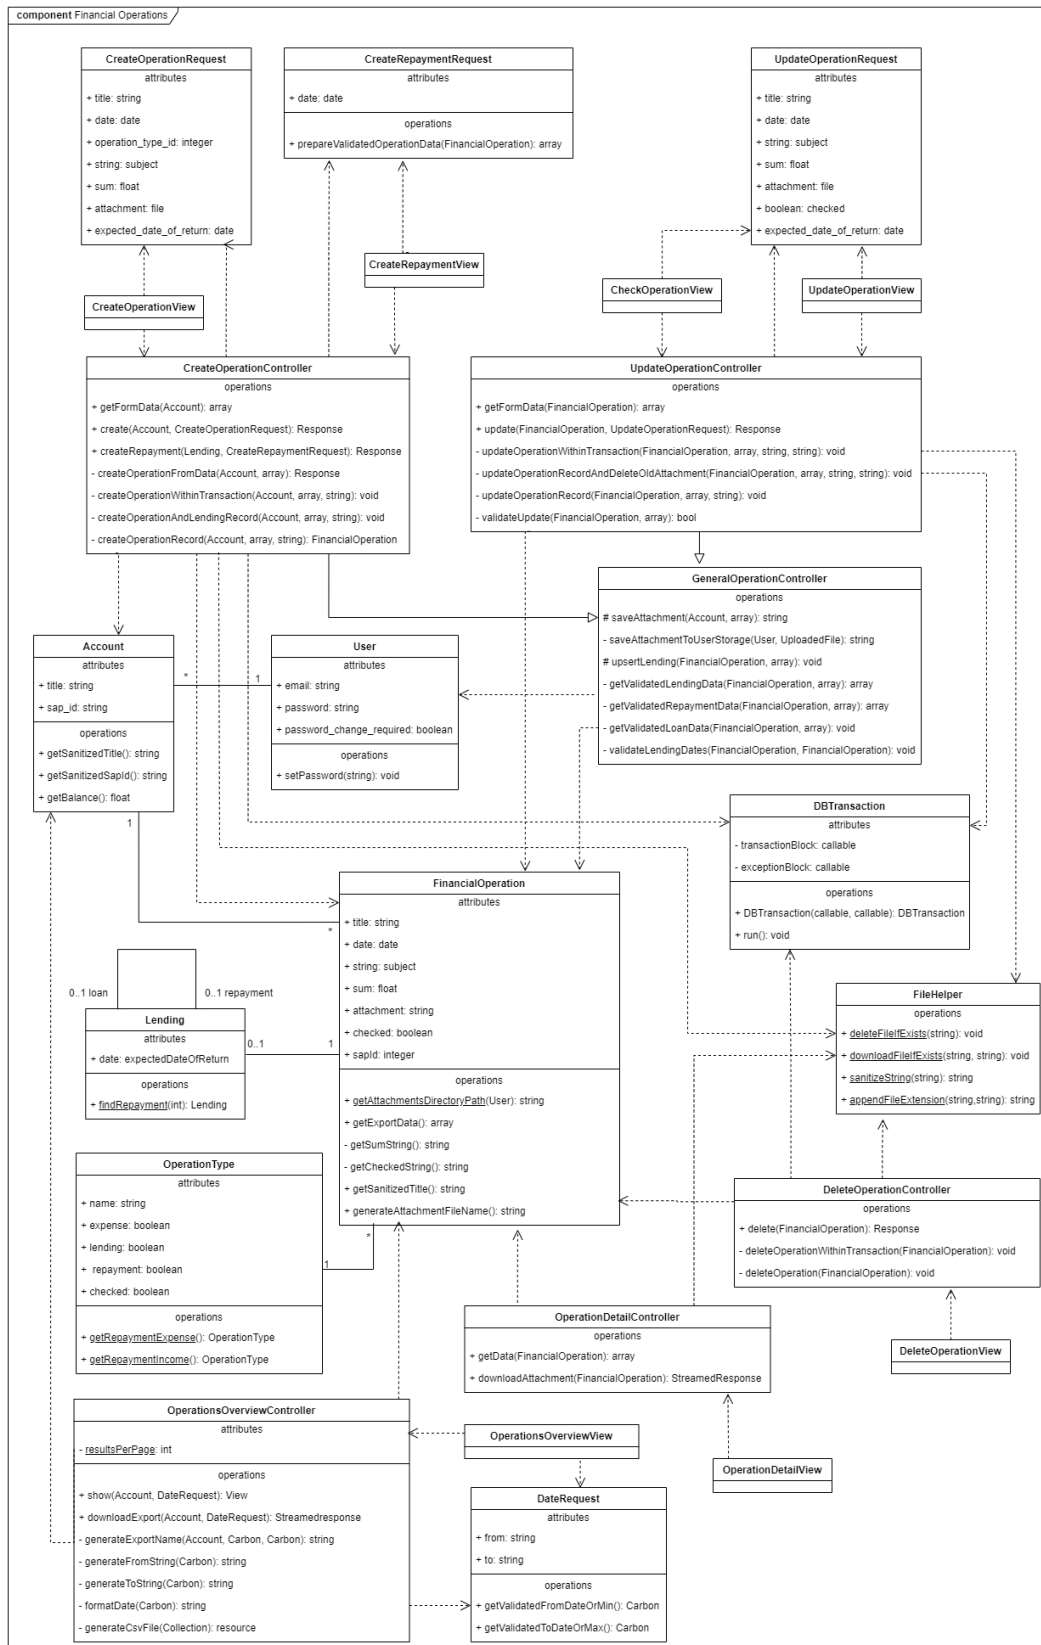 component Financial Operations
CreateOperationRequest
attributes
+ title: string
+ date: date
+ operation_type_id: integer
+ string: subject
+ sum: float
+ attachment: file
+ expected_date_of_return: date
CreateRepaymentRequest
attributes
+ date: date
operations
+ prepareValidatedOperationData(FinancialOperation): array
UpdateOperationRequest
attributes
+ title: string
+ date: date
+ string: subject
+ sum: float
+ attachment: file
+ boolean: checked
+ expected_date_of_return: date
CreateRepaymentView
CreateOperationView
CheckOperationView
UpdateOperationView
CreateOperationController
operations
+ getFormData(Account): array
+ create(Account, CreateOperationRequest): Response
+ createRepayment(Lending, CreateRepaymentRequest): Response
- createOperationFromData(Account, array): Response
- createOperationWithinTransaction(Account, array, string): void
- createOperationAndLendingRecord(Account, array, string): void
- createOperationRecord(Account, array, string): FinancialOperation
UpdateOperationController
operations
+ getFormData(FinancialOperation): array
+ update(FinancialOperation, UpdateOperationRequest): Response
- updateOperationWithinTransaction(FinancialOperation, array, string, string): void
- updateOperationRecordAndDeleteOldAttachment(FinancialOperation, array, string, string): void
- updateOperationRecord(FinancialOperation, array, string): void
- validateUpdate(FinancialOperation, array): bool
GeneralOperationController
operations
# saveAttachment(Account, array): string
- saveAttachmentToUserStorage(User, UploadedFile): string
# upsertLending(FinancialOperation, array): void
- getValidatedLendingData(FinancialOperation, array): array
- getValidatedRepaymentData(FinancialOperation, array): array
- getValidatedLoanData(FinancialOperation, array): void
- validateLendingDates(FinancialOperation, FinancialOperation): void
Account
attributes
+ title: string
+ sap_id: string
operations
+ getSanitizedTitle(): string
+ getSanitizedSapId(): string
+ getBalance(): float
*
1
User
attributes
+ email: string
+ password: string
+ password_change_required: boolean
operations
+ setPassword(string): void
DBTransaction
attributes
- transactionBlock: callable
- exceptionBlock: callable
operations
+ DBTransaction(callable, callable): DBTransaction
+ run(): void
1
*
FinancialOperation
attributes
+ title: string
+ date: date
+ string: subject
+ sum: float
+ attachment: string
+ checked: boolean
+ sapId: integer
operations
+ getAttachmentsDirectoryPath(User): string
+ getExportData(): array
- getSumString(): string
- getCheckedString(): string
- getSanitizedTitle(): string
+ generateAttachmentFileName(): string
0..1 loan
0..1 repayment
Lending
attributes
+ date: expectedDateOfReturn
operations
+ findRepayment(int): Lending
0..1
1
FileHelper
operations
+ deleteFileIfExists(string): void
+ downloadFileIfExists(string, string): void
+ sanitizeString(string): string
+ appendFileExtension(string,string): string
OperationType
attributes
+ name: string
+ expense: boolean
+ lending: boolean
+ repayment: boolean
+ checked: boolean
operations
+ getRepaymentExpense(): OperationType
+ getRepaymentIncome(): OperationType
1
*
DeleteOperationController
operations
+ delete(FinancialOperation): Response
- deleteOperationWithinTransaction(FinancialOperation): void
- deleteOperation(FinancialOperation): void
OperationDetailController
operations
+ getData(FinancialOperation): array
+ downloadAttachment(FinancialOperation): StreamedResponse
DeleteOperationView
OperationsOverviewController
attributes
- resultsPerPage: int
operations
+ show(Account, DateRequest): View
+ downloadExport(Account, DateRequest): Streamedresponse
- generateExportName(Account, Carbon, Carbon): string
- generateFromString(Carbon): string
- generateToString(Carbon): string
- formatDate(Carbon): string
- generateCsvFile(Collection): resource
OperationsOverviewView
OperationDetailView
DateRequest
attributes
+ from: string
+ to: string
operations
+ getValidatedFromDateOrMin(): Carbon
+ getValidatedToDateOrMax(): Carbon